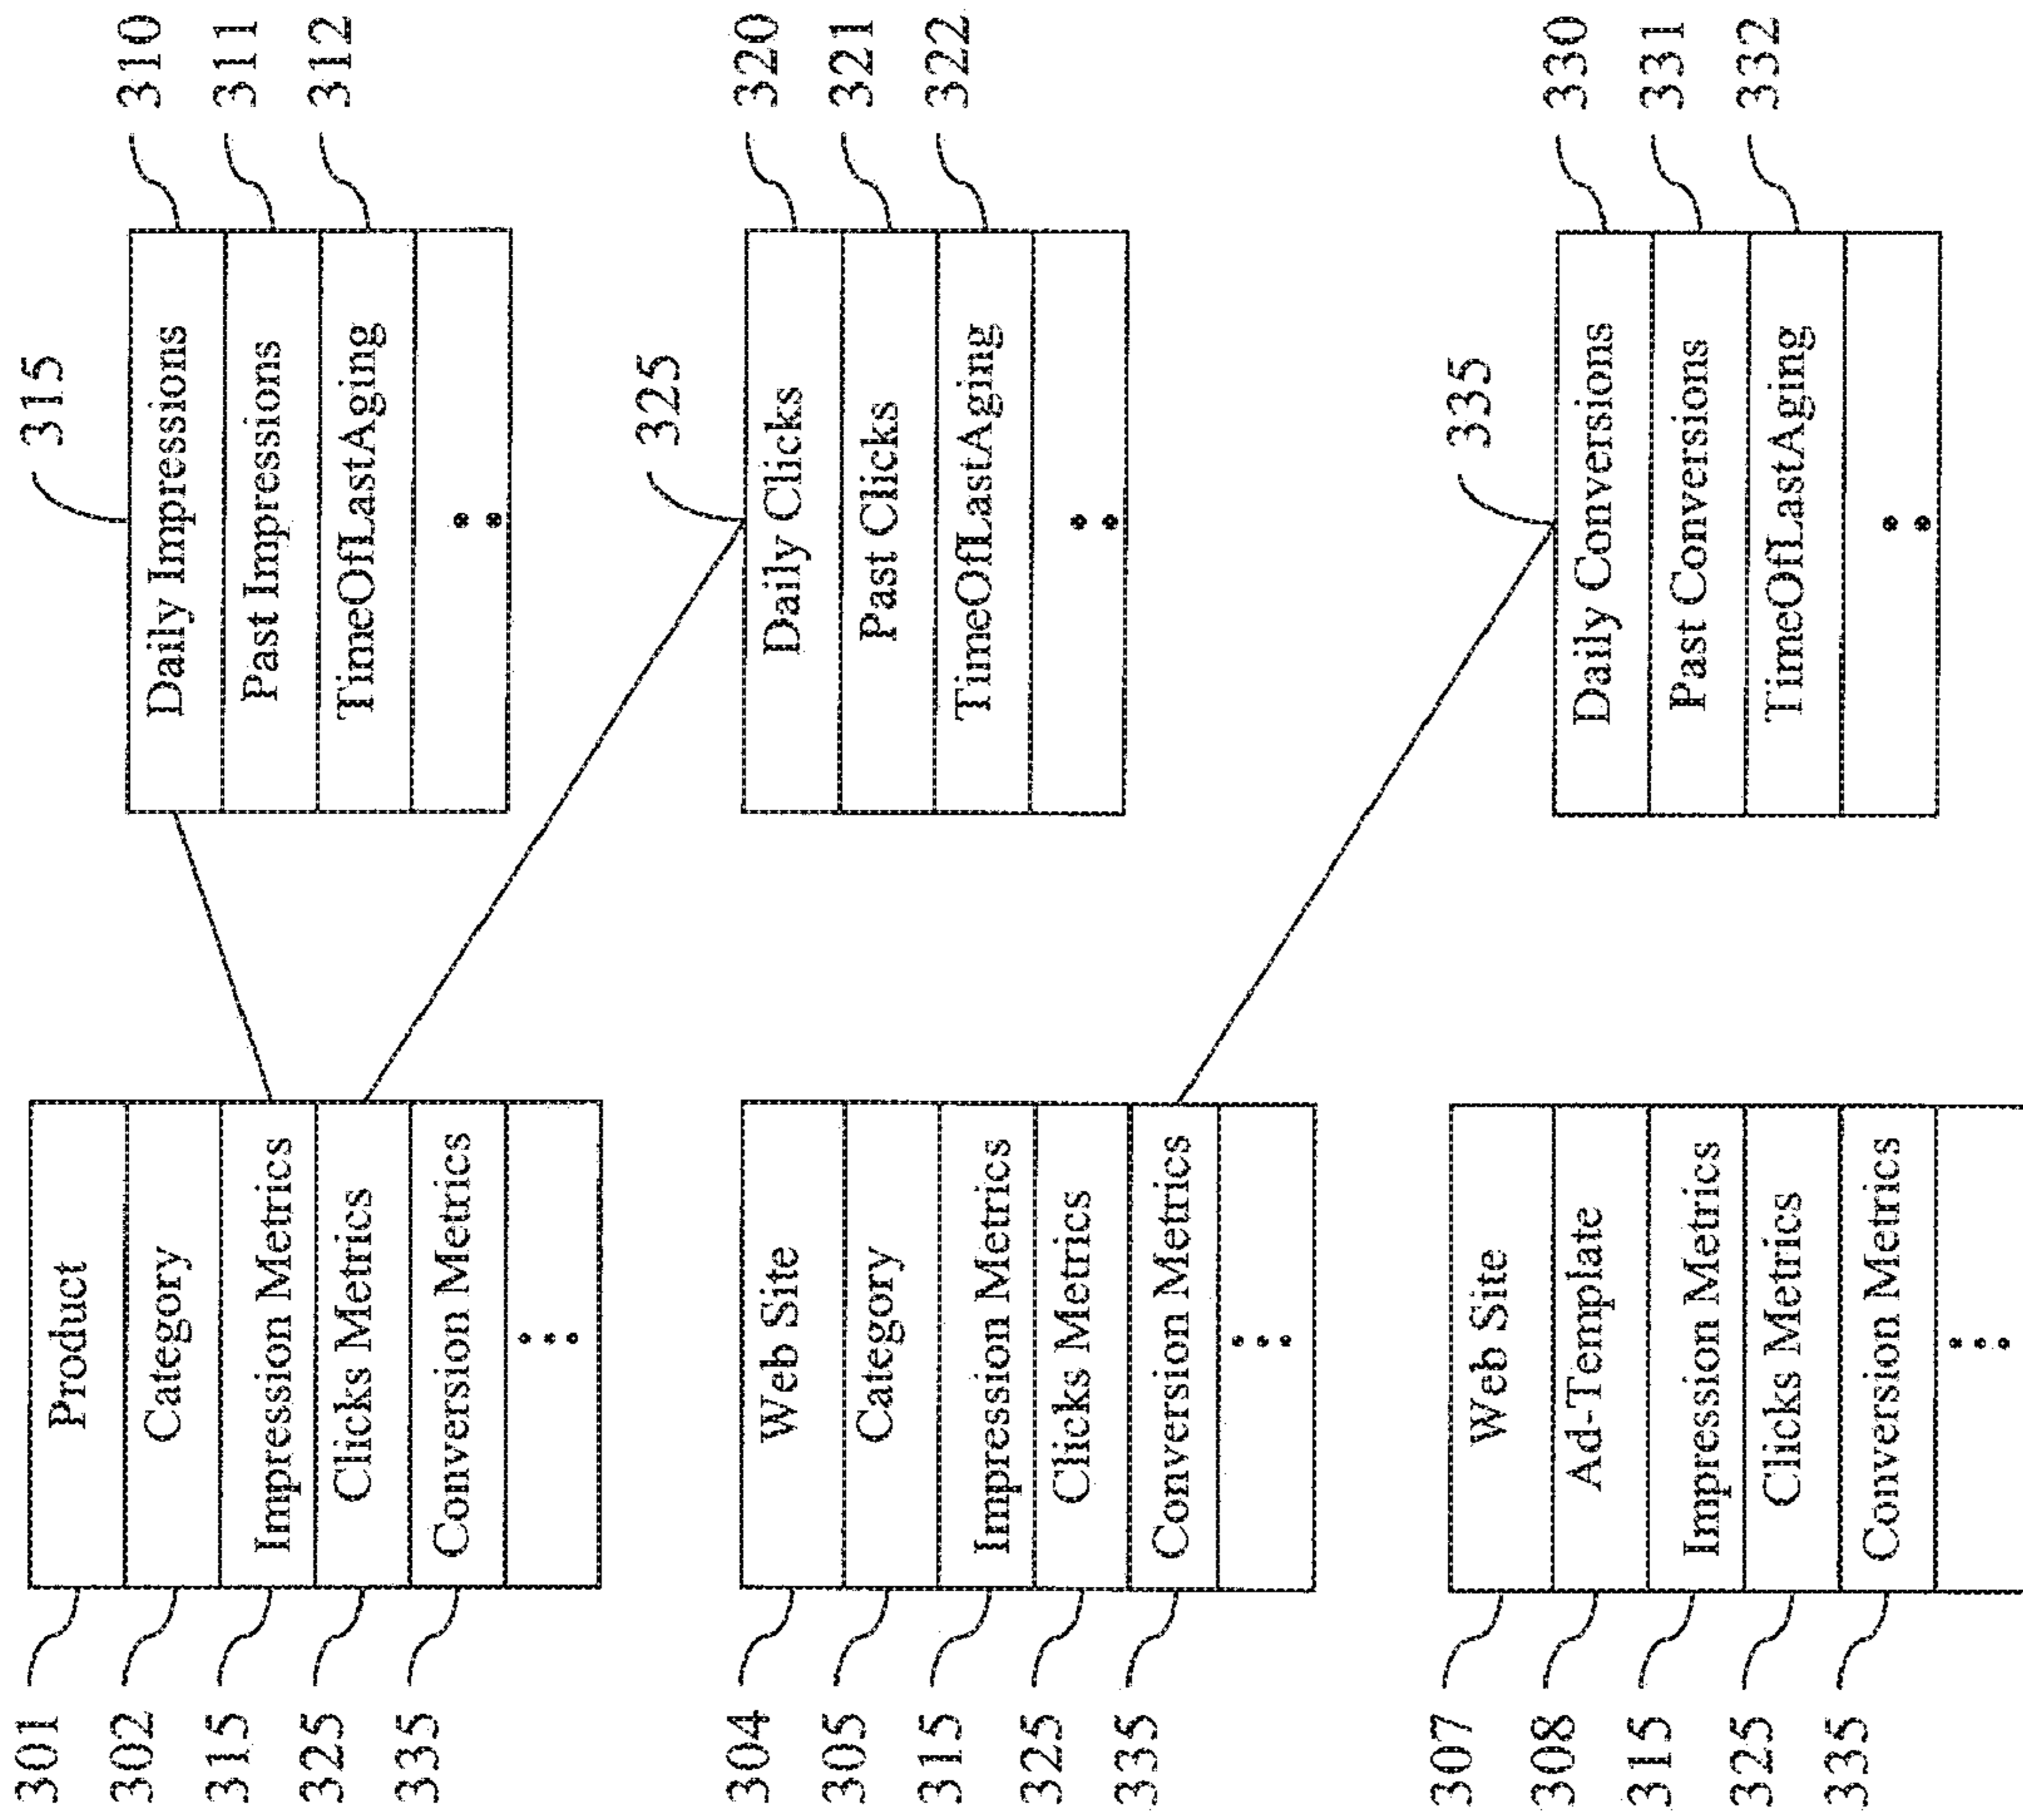 301
Product
302
Category
315
Impression Metrics
325
Clicks Metrics
335
Conversion Metrics
315
Daily Impressions
310
Past Impressions
311
TimeOfLastAging
312
304
Web Site
305
Category
315
Impression Metrics
325
Clicks Metrics
335
Conversion Metrics
325
Daily Clicks
320
Past Clicks
321
TimeOfLastAging
322
307
Web Site
308
Ad-Template
315
Impression Metrics
325
Clicks Metrics
335
Conversion Metrics
335
Daily Conversions
330
Past Conversions
331
TimeOfLastAging
332